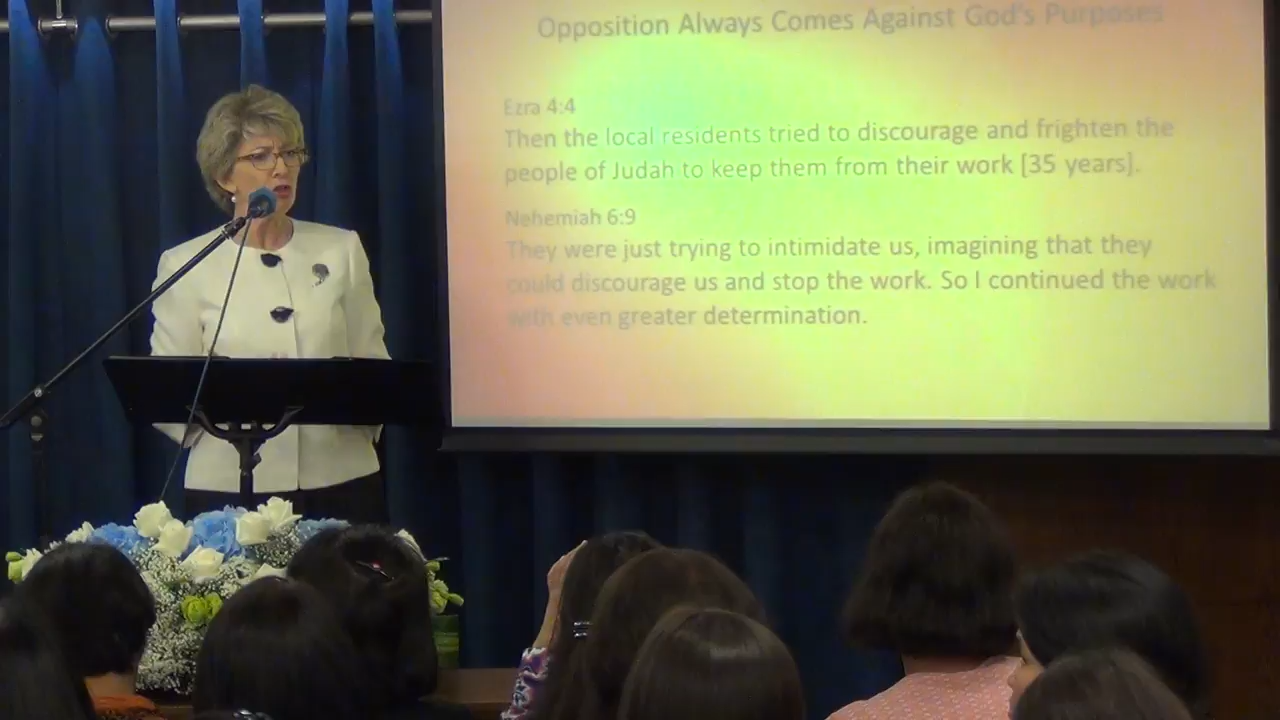 Opposition Always Comes Against God's Purposes
Ezra 4:4
Then the local residents tried to discourage and frighten the
people of Judah to keep them from their work [35 years].
Nehemiah 6:9
They were just trying to intimidate us, imagining that they
could discourage us and stop the work. So I continued the work
with even greater determination.